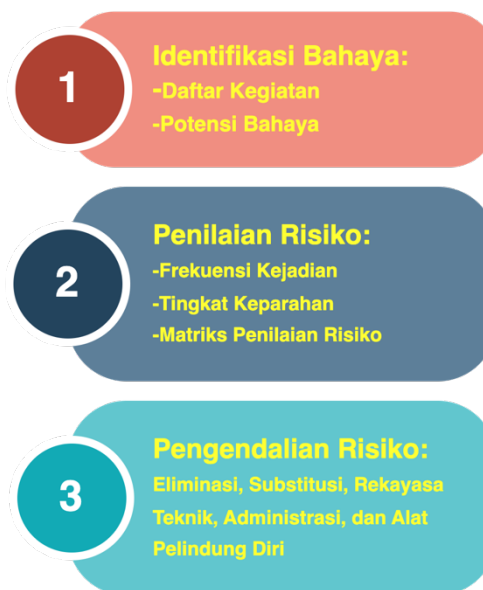 1
Identifikasi Bahaya:
-Daftar Kegiatan
-Potensi Bahaya
2
Penilaian Risiko:
-Frekuensi Kejadian
-Tingkat Keparahan
-Matriks Penilaian Risiko
3
Pengendalian Risiko:
Eliminasi, Substitusi, Rekayasa
Teknik, Administrasi, dan Alat
Pelindung Diri